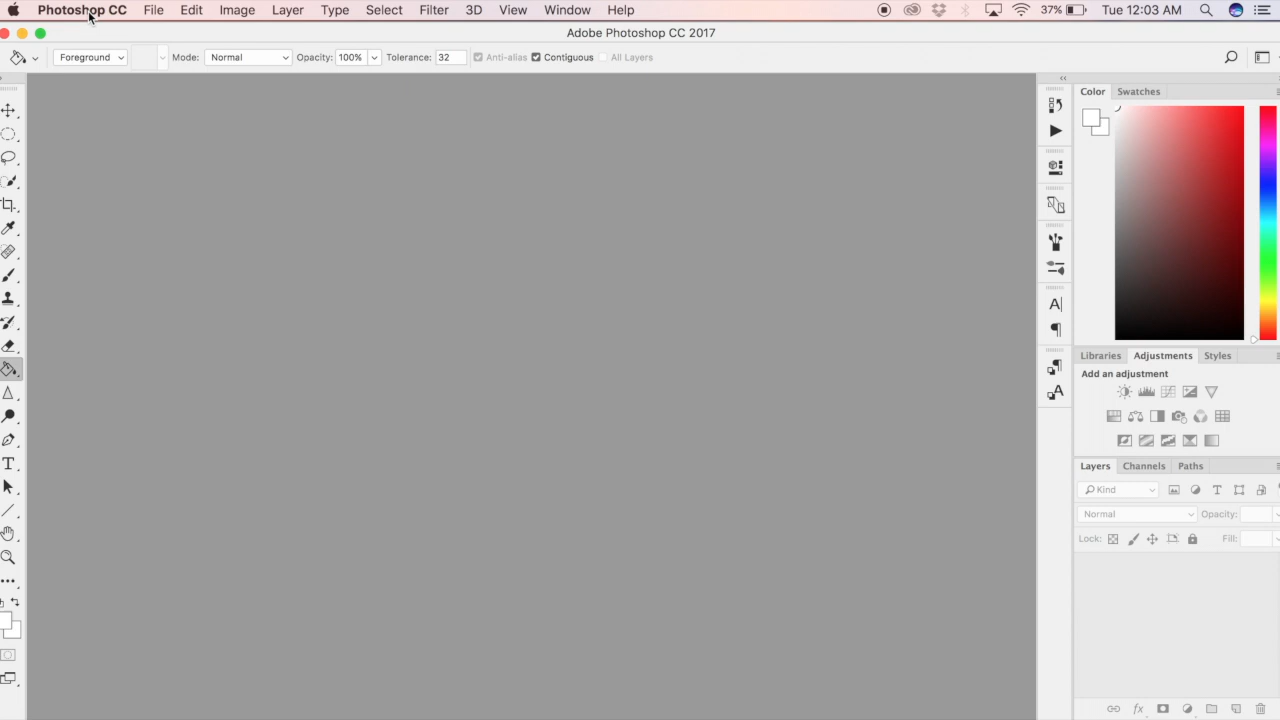 Photoshop CC File Edit Image Layer Type Select Filter 3D View Window Help 37% Tue 12:03 AM
Adobe Photoshop CC 2017
Foreground Mode: Normal Opacity: 100% Tolerance: 32 Anti-alias Contiguous All Layers
Color Swatches
Libraries Adjustments Styles
Add an adjustment
Layers Channels Paths
Kind
Normal Opacity:
Lock: Fill: